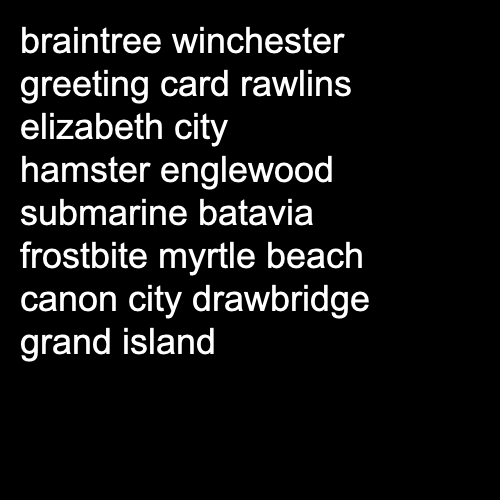 braintree winchester
greeting card rawlins
elizabeth city
hamster englewood
submarine batavia
frostbite myrtle beach
canon city drawbridge
grand island